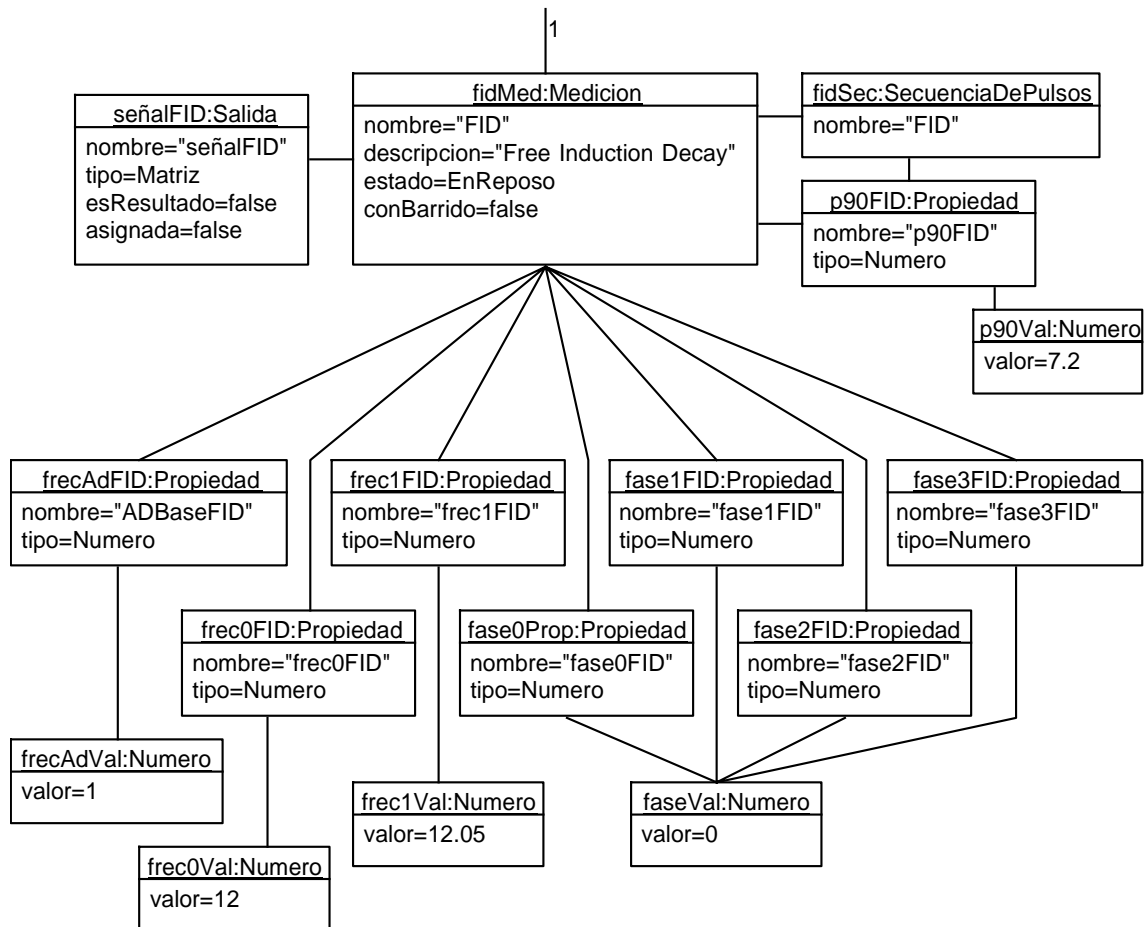 1
señalFID:Salida
nombre="señalFID"
tipo=Matriz
esResultado=false
asignada=false
fidMed:Medicion
nombre="FID"
descripcion="Free Induction Decay"
estado=EnReposo
conBarrido=false
fidSec:SecuenciaDePulsos
nombre="FID"
p90FID:Propiedad
nombre="p90FID"
tipo=Numero
p90Val:Numero
valor=7.2
frecAdFID:Propiedad
nombre="ADBaseFID"
tipo=Numero
frec1FID:Propiedad
nombre="frec1FID"
tipo=Numero
fase1FID:Propiedad
nombre="fase1FID"
tipo=Numero
fase3FID:Propiedad
nombre="fase3FID"
tipo=Numero
frec0FID:Propiedad
nombre="frec0FID"
tipo=Numero
fase0Prop:Propiedad
nombre="fase0FID"
tipo=Numero
fase2FID:Propiedad
nombre="fase2FID"
tipo=Numero
frecAdVal:Numero
valor=1
frec1Val:Numero
valor=12.05
faseVal:Numero
valor=0
frec0Val:Numero
valor=12